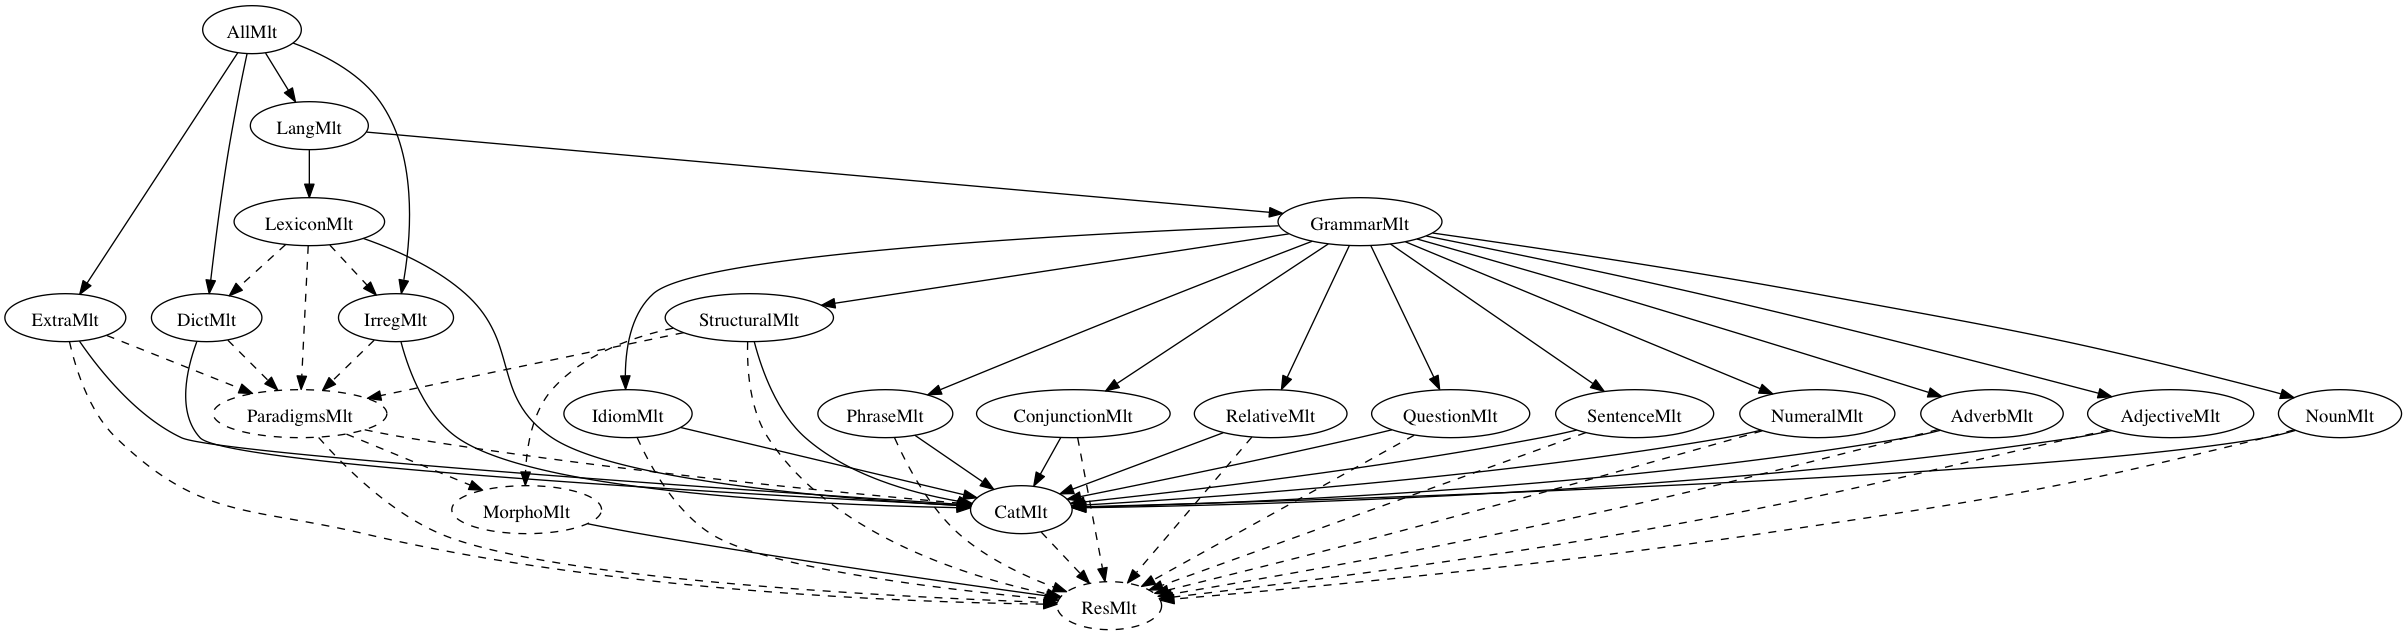 AllMlt
LangMlt
LexiconMlt
GrammarMlt
ExtraMlt
DictMlt
IrregMlt
StructuralMlt
ParadigmsMlt
IdiomMlt
PhraseMlt
ConjunctionMlt
RelativeMlt
QuestionMlt
SentenceMlt
NumeralMlt
AdverbMlt
AdjectiveMlt
NounMlt
MorphoMlt
CatMlt
ResMlt